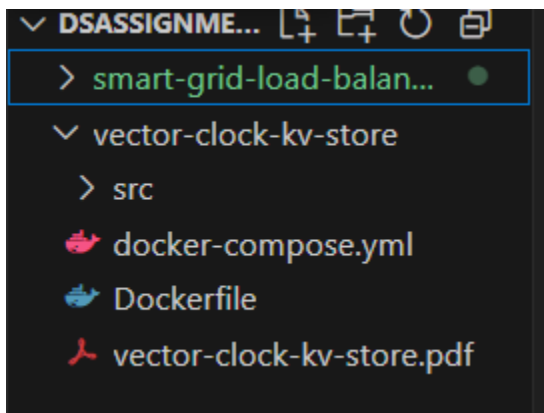 DSASSIGNME...
smart-grid-load-balan...
vector-clock-kv-store
src
docker-compose.yml
Dockerfile
vector-clock-kv-store.pdf